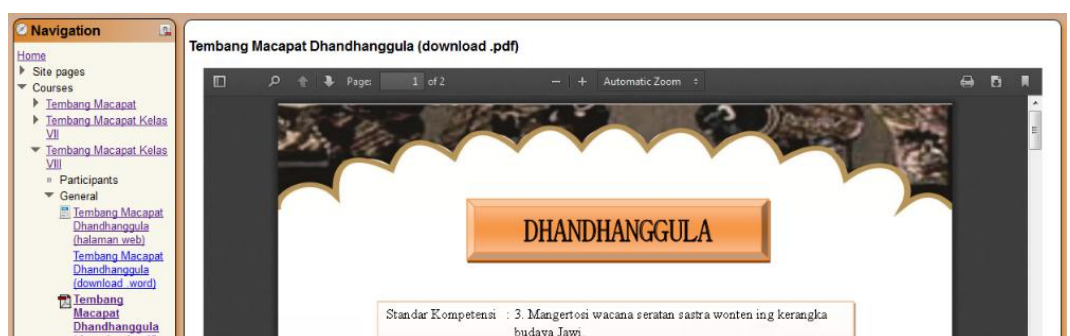 Navigation
Home
Site pages
Courses
Tembang Macapat
Tembang Macapat Kelas
VII
Tembang Macapat Kelas
VIII
Participants
General
Tembang Macapat
Dhandhanggula
(halaman web)
Tembang Macapat
Dhandhanggula
(download .word)
Tembang
Macapat
Dhandhanggula
Tembang Macapat Dhandhanggula (download .pdf)
Page: 1 of 2
Automatic Zoom
DHANDHANGGULA
Standar Kompetensi : 3. Mangertosi wacana seratan sastra wonten ing kerangka
budaya Jawi.